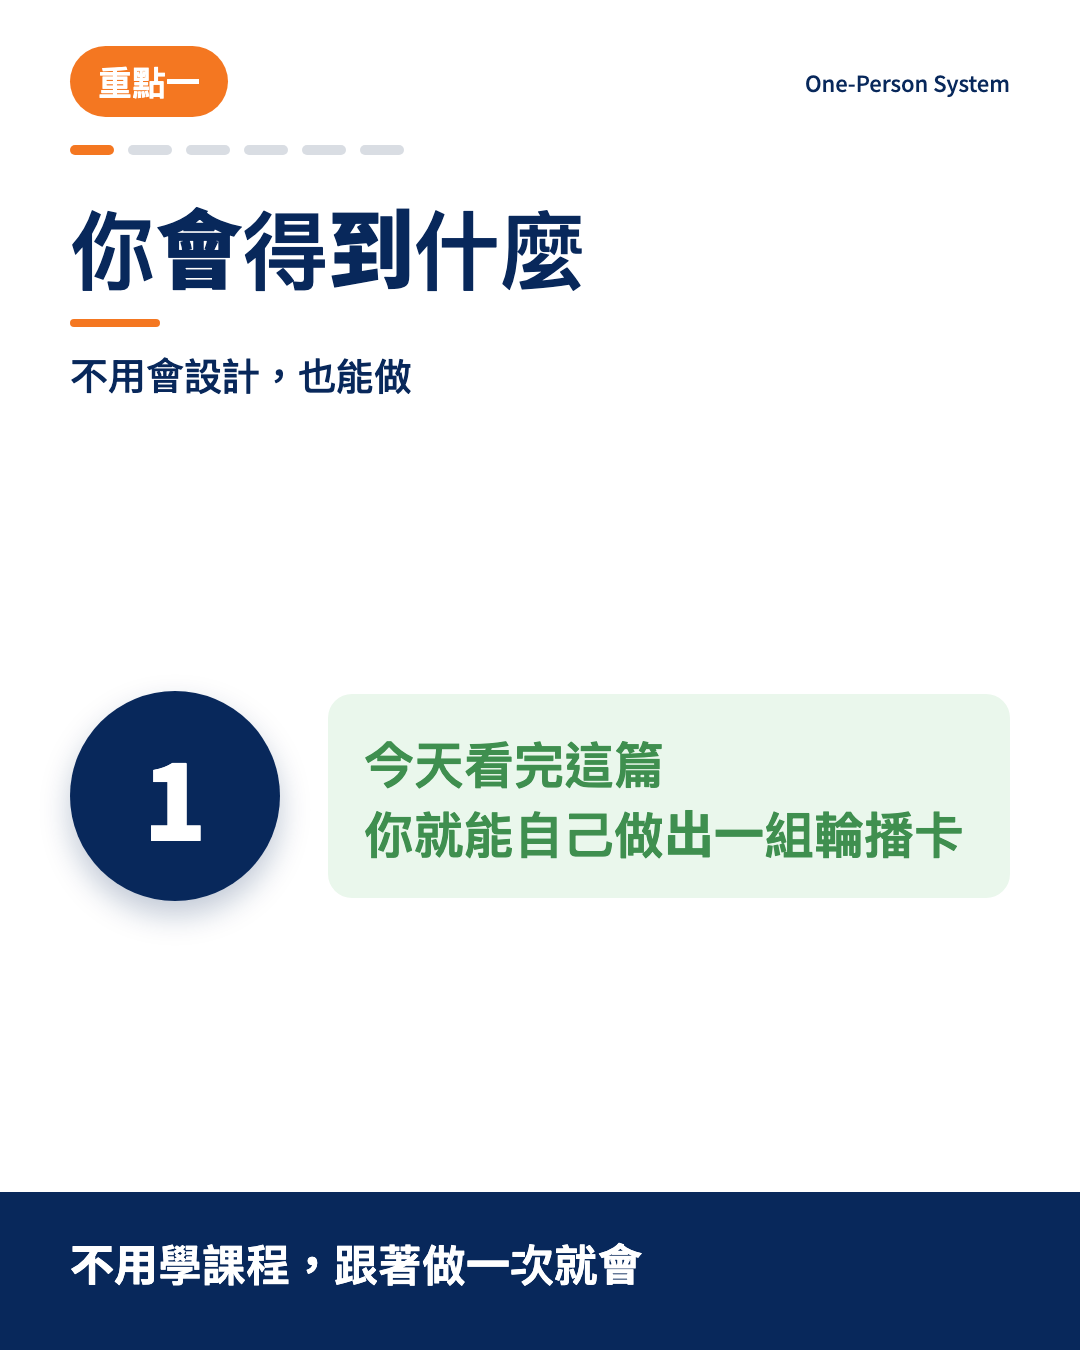 重點一
One-Person System
你會得到什麼
不用會設計，也能做
1
今天看完這篇
你就能自己做出一組輪播卡
不用學課程，跟著做一次就會